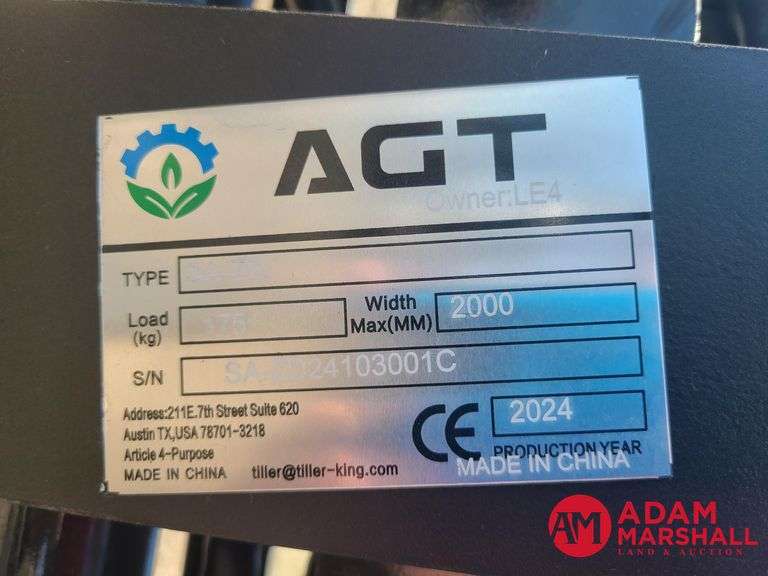 AGT
Owner:LE4
TYPE
Load
(kg)
Width
Max(MM)
2000
S/N
Address:211E.7th Street Suite 620
Austin TX,USA 78701-3218
Article 4-Purpose
MADE IN CHINA tiller@tiller-king.com
CE
2024
PRODUCTION YEAR
MADE IN CHINA
AM
ADAM
MARSHALL
LAND & AUCTION